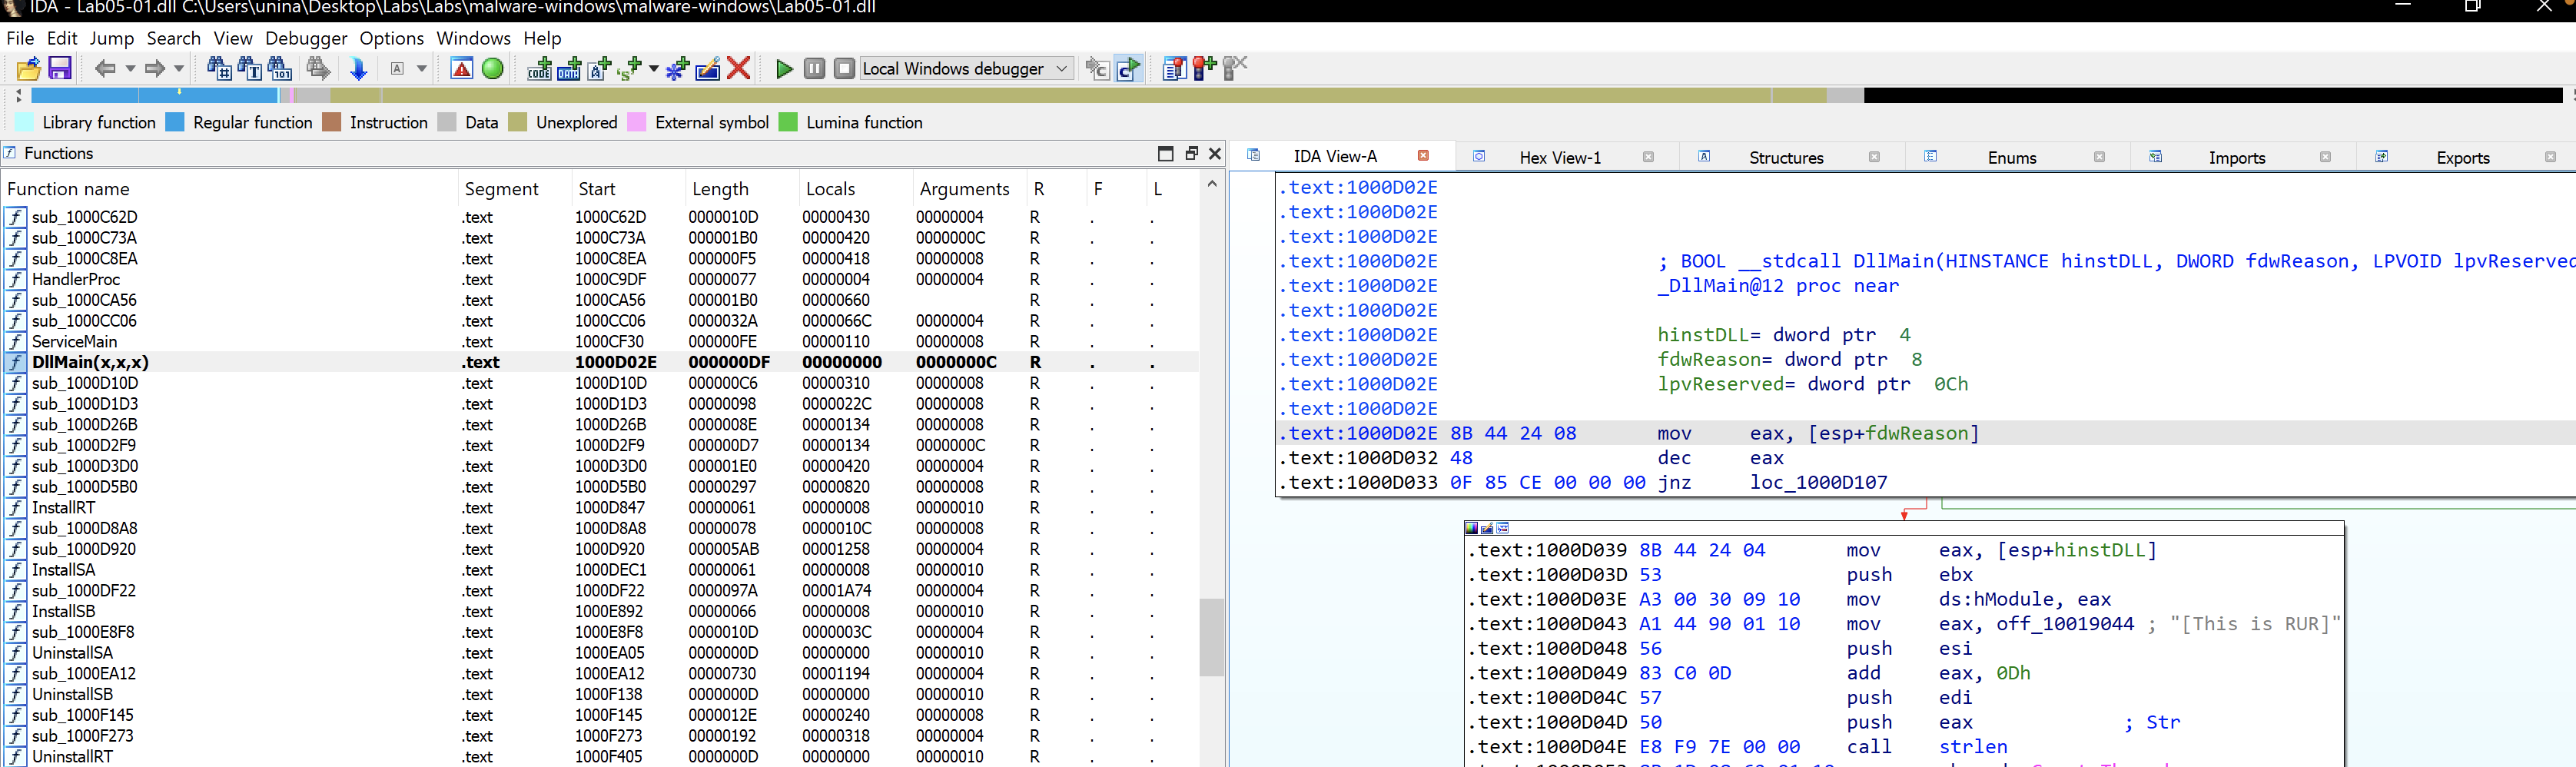 IDA - Lab05-01.dll C:\Users\unina\Desktop\Labs\Labs\malware-windows\malware-windows\Lab05-01.dll
File Edit Jump Search View Debugger Options Windows Help
Local Windows debugger
Library function Regular function Instruction Data Unexplored External symbol Lumina function
Functions
Function name Segment Start Length Locals Arguments R F L
sub_1000C62D .text 1000C62D 0000010D 00000430 00000004 R . .
sub_1000C73A .text 1000C73A 000001B0 00000420 0000000C R . .
sub_1000C8EA .text 1000C8EA 000000F5 00000418 00000008 R . .
HandlerProc .text 1000C9DF 00000077 00000004 00000004 R . .
sub_1000CA56 .text 1000CA56 000001B0 00000660 R . .
sub_1000CC06 .text 1000CC06 0000032A 0000066C 00000004 R . .
ServiceMain .text 1000CF30 000000FE 00000110 00000008 R . .
DllMain(x,x,x) .text 1000D02E 000000DF 00000000 0000000C R . .
sub_1000D10D .text 1000D10D 000000C6 00000310 00000008 R . .
sub_1000D1D3 .text 1000D1D3 00000098 0000022C 00000008 R . .
sub_1000D26B .text 1000D26B 0000008E 00000134 00000008 R . .
sub_1000D2F9 .text 1000D2F9 000000D7 00000134 0000000C R . .
sub_1000D3D0 .text 1000D3D0 000001E0 00000420 00000004 R . .
sub_1000D5B0 .text 1000D5B0 00000297 00000820 00000008 R . .
InstallRT .text 1000D847 00000061 00000008 00000010 R . .
sub_1000D8A8 .text 1000D8A8 00000078 0000010C 00000008 R . .
sub_1000D920 .text 1000D920 000005AB 00001258 00000004 R . .
InstallSA .text 1000DEC1 00000061 00000008 00000010 R . .
sub_1000DF22 .text 1000DF22 0000097A 00001A74 00000004 R . .
InstallSB .text 1000E892 00000066 00000008 00000010 R . .
sub_1000E8F8 .text 1000E8F8 0000010D 0000003C 00000004 R . .
UninstallSA .text 1000EA05 0000000D 00000000 00000010 R . .
sub_1000EA12 .text 1000EA12 00000730 00001194 00000004 R . .
UninstallSB .text 1000F138 0000000D 00000000 00000010 R . .
sub_1000F145 .text 1000F145 0000012E 00000240 00000008 R . .
sub_1000F273 .text 1000F273 00000192 00000318 00000004 R . .
UninstallRT .text 1000F405 0000000D 00000000 00000010 R . .
IDA View-A Hex View-1 Structures Enums Imports Exports
.text:1000D02E
.text:1000D02E
.text:1000D02E
.text:1000D02E ; BOOL __stdcall DllMain(HINSTANCE hinstDLL, DWORD fdwReason, LPVOID lpvReserved
.text:1000D02E _DllMain@12 proc near
.text:1000D02E
.text:1000D02E hinstDLL= dword ptr 4
.text:1000D02E fdwReason= dword ptr 8
.text:1000D02E lpvReserved= dword ptr 0Ch
.text:1000D02E
.text:1000D02E 8B 44 24 08 mov eax, [esp+fdwReason]
.text:1000D032 48 dec eax
.text:1000D033 0F 85 CE 00 00 00 jnz loc_1000D107
.text:1000D039 8B 44 24 04 mov eax, [esp+hinstDLL]
.text:1000D03D 53 push ebx
.text:1000D03E A3 00 30 09 10 mov ds:hModule, eax
.text:1000D043 A1 44 90 01 10 mov eax, off_10019044 ; "[This is RUR]"
.text:1000D048 56 push esi
.text:1000D049 83 C0 0D add eax, 0Dh
.text:1000D04C 57 push edi
.text:1000D04D 50 push eax ; Str
.text:1000D04E E8 F9 7E 00 00 call strlen